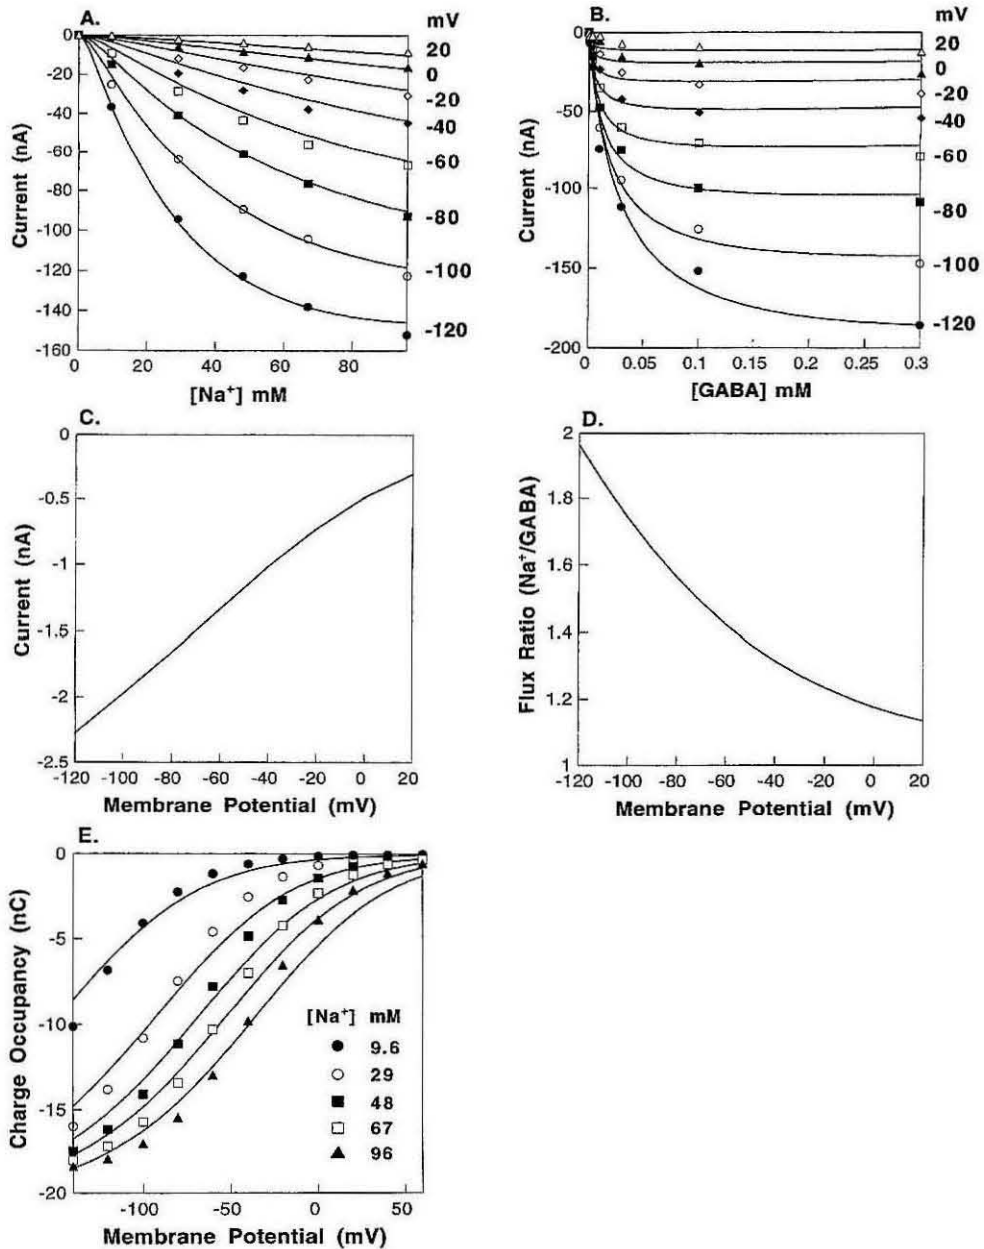 A.
mV
0
-20
-40
-60
-80
-100
-120
-140
-160
Current (nA)
20
0
-20
-40
-60
-80
-100
-120
0 20 40 60 80
[Na⁺] mM
B.
mV
0
-50
-100
-150
-200
Current (nA)
20
0
-20
-40
-60
-80
-100
-120
0 0.05 0.1 0.15 0.2 0.25 0.3
[GABA] mM
C.
0
-0.5
-1
-1.5
-2
-2.5
Current (nA)
-120 -100 -80 -60 -40 -20 0 20
Membrane Potential (mV)
D.
2
1.8
1.6
1.4
1.2
1
Flux Ratio (Na⁺/GABA)
-120 -100 -80 -60 -40 -20 0 20
Membrane Potential (mV)
E.
0
-5
-10
-15
-20
Charge Occupancy (nC)
[Na⁺] mM
9.6
29
48
67
96
-100 -50 0 50
Membrane Potential (mV)